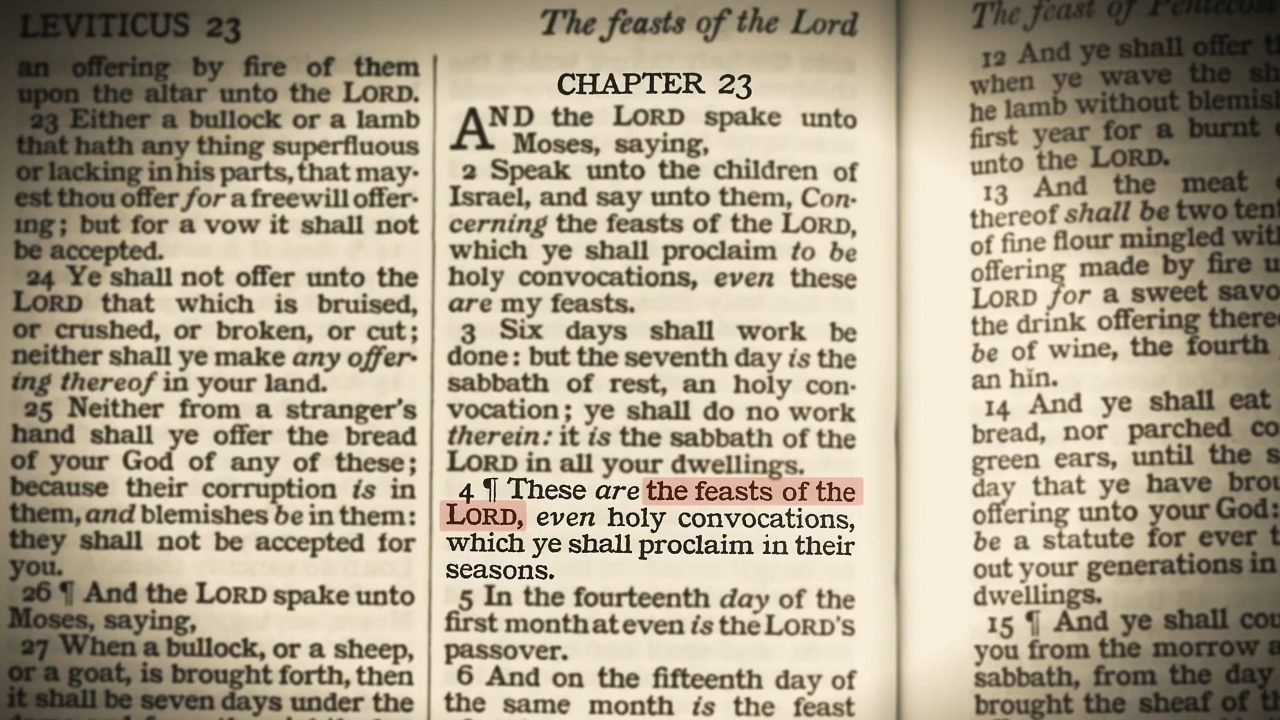 LEVITICUS 23
an offering by fire of them
upon the altar unto the LORD.
23 Either a bullock or a lamb
that hath any thing superfluous
or lacking in his parts, that may-
est thou offer for a freewill offer-
ing; but for a vow it shall not
be accepted.
24 Ye shall not offer unto the
LORD that which is bruised,
or crushed, or broken, or cut;
neither shall ye make any offer-
ing thereof in your land.
25 Neither from a stranger's
hand shall ye offer the bread
of your God of any of these;
because their corruption is in
them, and blemishes be in them:
they shall not be accepted for
you.
26 ¶ And the LORD spake unto
Moses, saying,
27 When a bullock, or a sheep,
or a goat, is brought forth, then
it shall be seven days under the
The feasts of the Lord
CHAPTER 23
AND the LORD spake unto
Moses, saying,
2 Speak unto the children of
Israel, and say unto them, Con-
cerning the feasts of the LORD,
which ye shall proclaim to be
holy convocations, even these
are my feasts.
3 Six days shall work be
done: but the seventh day is the
sabbath of rest, an holy con-
vocation; ye shall do no work
therein: it is the sabbath of the
LORD in all your dwellings.
4 ¶ These are the feasts of the
LORD, even holy convocations,
which ye shall proclaim in their
seasons.
5 In the fourteenth day of the
first month at even is the LORD'S
passover.
6 And on the fifteenth day of
the same month is the feast
The feast of Pentecost
12 And ye shall offer
when ye wave the
he lamb without
first year for a burnt
unto the LORD.
13 And the meat
thereof shall be two
of fine flour mingled
offering made by fire
LORD for a sweet
the drink offering
be of wine, the fourth
an hin.
14 And ye shall eat
bread, nor parched
green ears, until the
day that ye have
offering unto your God:
be a statute for ever
out your generations in
dwellings.
15 ¶ And ye shall
you from the morrow
sabbath, from the day
brought the sheaf of